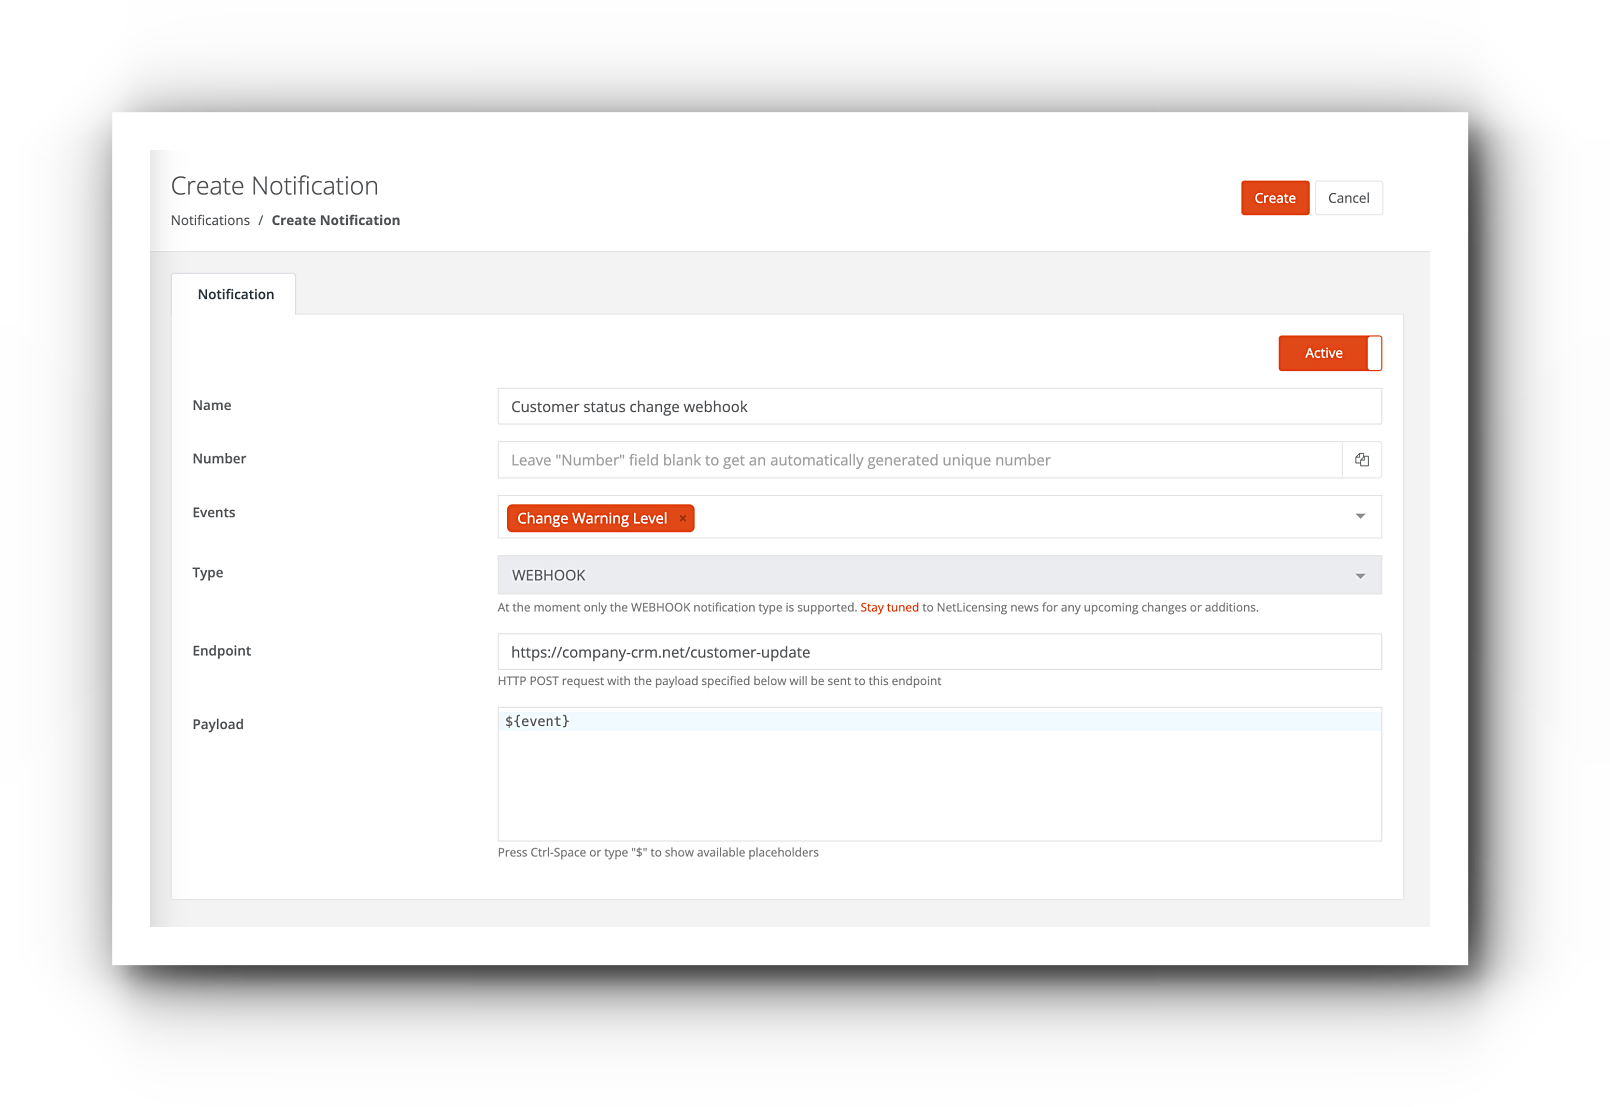 Create Notification
Create Cancel
Notifications / Create Notification
Notification
Active
Name
Customer status change webhook
Number
Leave "Number" field blank to get an automatically generated unique number
Events
Change Warning Level ×
Type
WEBHOOK
At the moment only the WEBHOOK notification type is supported. Stay tuned to NetLicensing news for any upcoming changes or additions.
Endpoint
https://company-crm.net/customer-update
HTTP POST request with the payload specified below will be sent to this endpoint
Payload
${event}
Press Ctrl-Space or type "$" to show available placeholders